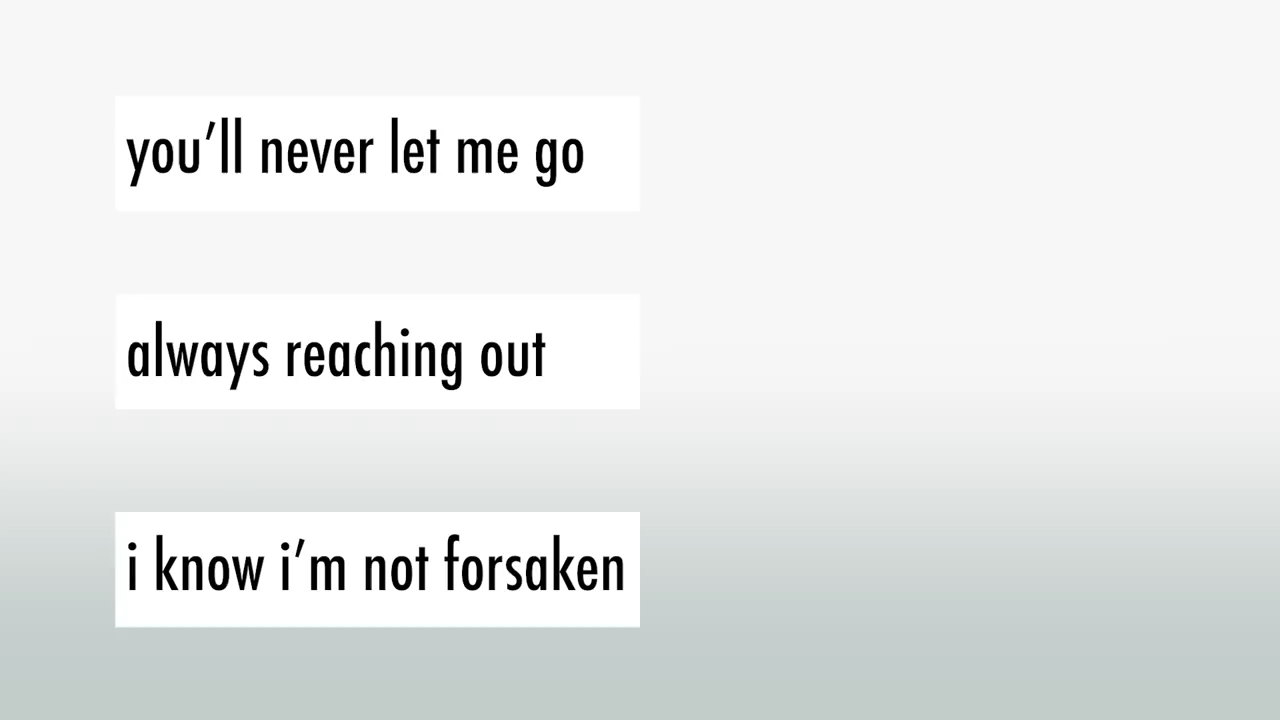 you’ll never let me go
always reaching out
i know i’m not forsaken